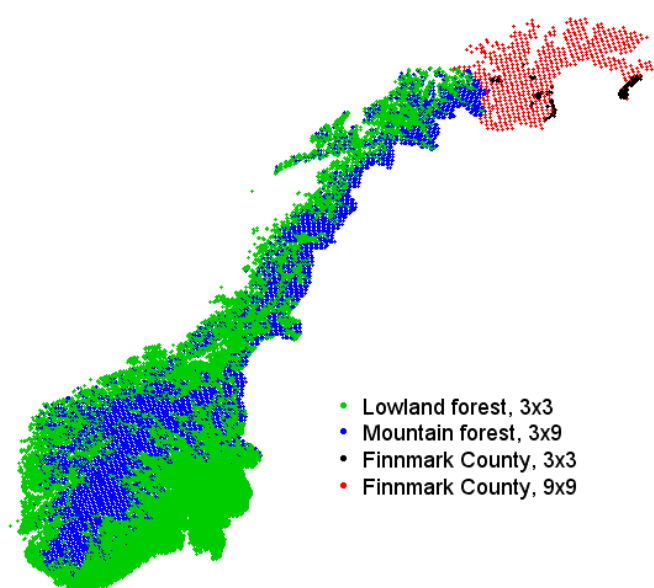 Lowland forest, 3x3
Mountain forest, 3x9
Finnmark County, 3x3
Finnmark County, 9x9